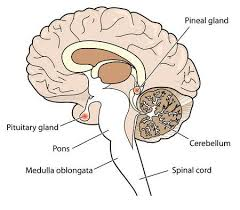 Pineal gland
Pituitary gland
Cerebellum
Pons
Medulla oblongata
Spinal cord